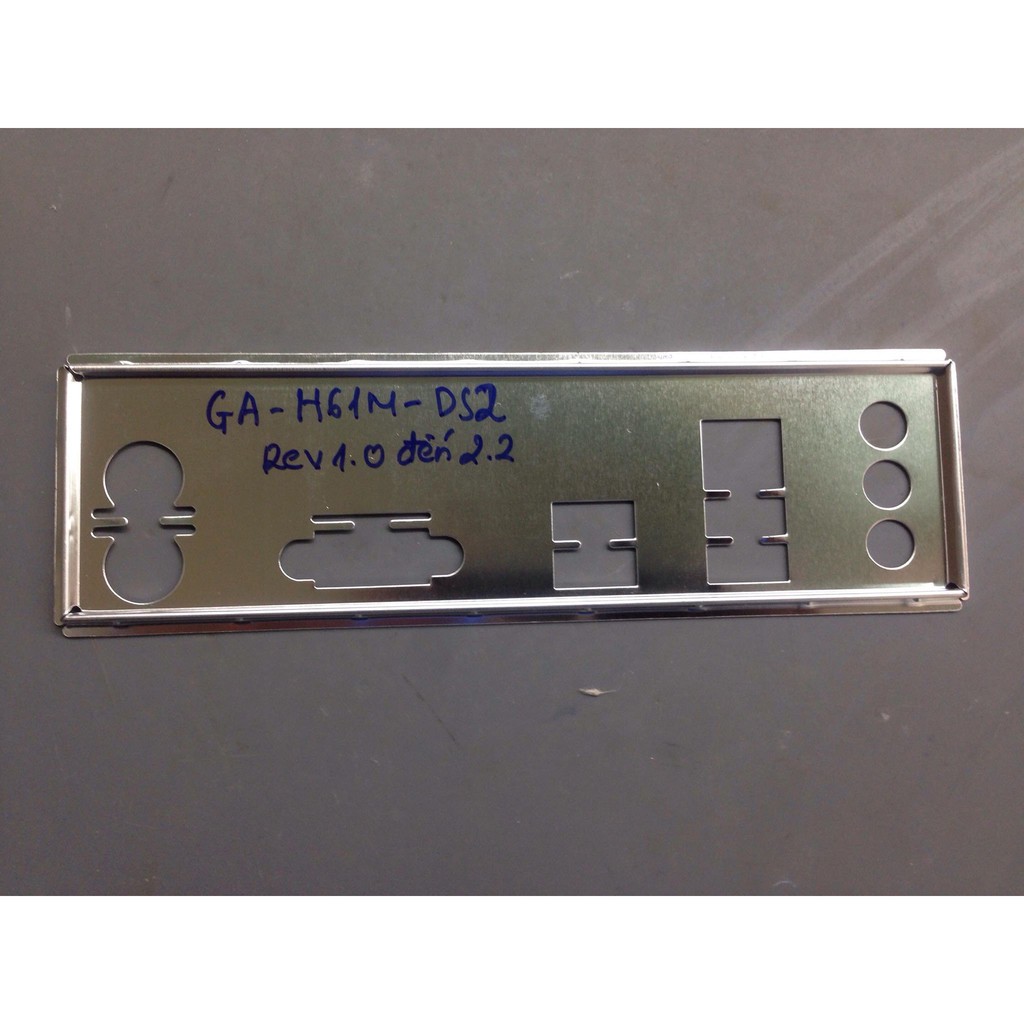 GA-H61M-DS2
Rev 1.0 đến 2.2